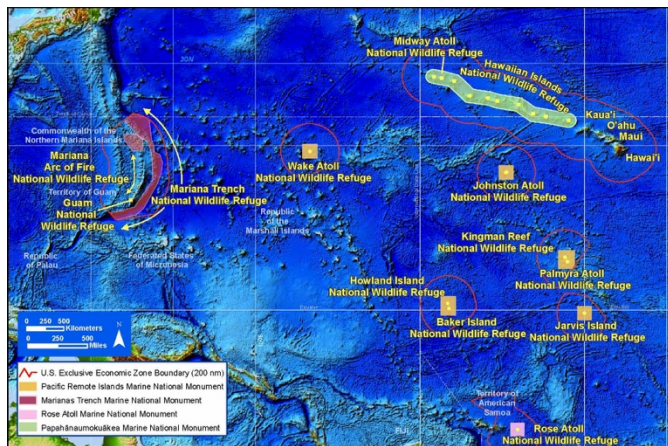 Midway Atoll
National Wildlife Refuge
Hawaiian Islands
National Wildlife Refuge
Kaua'i
O'ahu
Maui
Hawai'i
Commonwealth of the
Northern Mariana Islands
Mariana
Arc of Fire
National Wildlife Refuge
Territory of Guam
Guam
National
Wildlife Refuge
Mariana Trench
National Wildlife Refuge
Wake Atoll
National Wildlife Refuge
Johnston Atoll
National Wildlife Refuge
Republic
of the
Marshall Islands
Republic
of Palau
Federated States
of Micronesia
Kingman Reef
National Wildlife Refuge
Palmyra Atoll
National Wildlife Refuge
Howland Island
National Wildlife Refuge
Baker Island
National Wildlife Refuge
Jarvis Island
National Wildlife Refuge
Territory of
American
Samoa
Rose Atoll
National Wildlife Refuge
FIJI
0 250 500
Kilometers
0 250 500
Miles
N
U.S. Exclusive Economic Zone Boundary (200 nm)
Pacific Remote Islands Marine National Monument
Marianas Trench Marine National Monument
Rose Atoll Marine National Monument
Papahānaumokuākea Marine National Monument